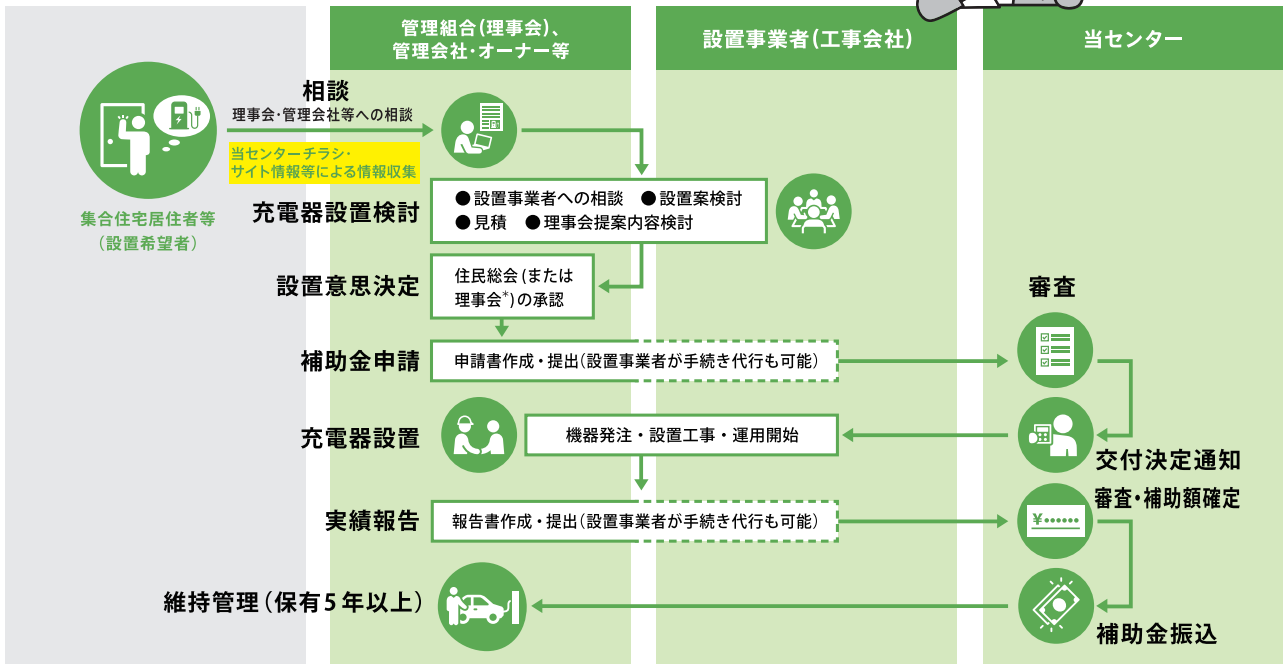 管理組合(理事会)、
管理会社・オーナー等
設置事業者(工事会社)
当センター
相談
理事会・管理会社等への相談
当センターチラシ・
サイト情報等による情報収集
集合住宅居住者等
(設置希望者)
充電器設置検討
●設置事業者への相談 ●設置案検討
●見積 ●理事会提案内容検討
設置意思決定
住民総会(または
理事会*)の承認
審査
補助金申請
申請書作成・提出(設置事業者が手続き代行も可能)
充電器設置
機器発注・設置工事・運用開始
交付決定通知
審査・補助額確定
実績報告
報告書作成・提出(設置事業者が手続き代行も可能)
¥••••••
維持管理(保有5年以上)
補助金振込